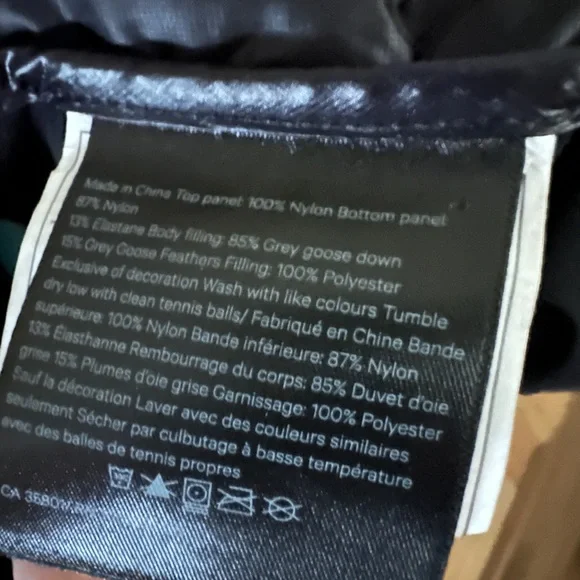 Made in China Top panel: 100% Nylon Bottom panel:
87% Nylon
13% Elastane Body filling: 85% Grey goose down
15% Grey Goose Feathers Filling: 100% Polyester
Exclusive of decoration Wash with like colours Tumble
dry low with clean tennis balls/ Fabriqué en Chine Bande
supérieure: 100% Nylon Bande inférieure: 87% Nylon
13% Élasthanne Rembourrage du corps: 85% Duvet d'oie
grise 15% Plumes d'oie grise Garnissage: 100% Polyester
Sauf la décoration Laver avec des couleurs similaires
seulement Sécher par culbutage à basse température
avec des balles de tennis propres
CA